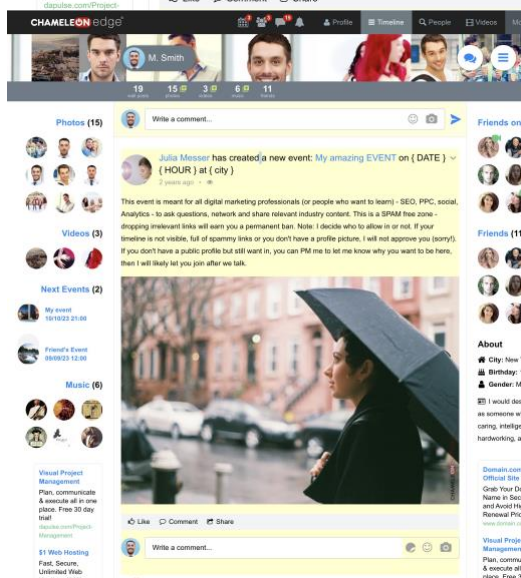 dapulse.com/Project-
Comment
Share
CHAMELEON edge
Profile
Timeline
People
Videos
M. Smith
19
15
3
6
11
photos
videos
music
friends
Photos (15)
Videos (3)
Next Events (2)
My event
10/10/23 21:00
Friend's Event
08/09/23 12:00
Music (6)
Visual Project
Management
Plan, communicate
& execute all in one
place. Free 30 day
trial!
dapulse.com/Project-
Management
$1 Web Hosting
Fast, Secure,
Unlimited Web
Write a comment...
Julia Messer has created a new event: My amazing EVENT on { DATE }
{ HOUR } at { city }
2 years ago
This event is meant for all digital marketing professionals (or people who want to learn) - SEO, PPC, social,
Analytics - to ask questions, network and share relevant industry content. This is a SPAM free zone -
dropping irrelevant links will earn you a permanent ban. Note: I decide who to allow in or not. If your
timeline is not visible, full of spammy links or you don't have a profile picture, I will not approve you (sorry!).
If you don't have a public profile but still want in, you can PM me to let me know why you want to be here,
then I will likely let you join after we talk.
CHAMELEON
Like Comment Share
Write a comment...
Friends on
Friends (11
About
City: New
Birthday:
Gender: M
I would des
as someone w
caring, intellige
hardworking, a
Domain.com
Official Site
Grab Your Do
Name in Sec
and Avoid Hi
Renewal Pric
www.domain.c
Visual Proje
Management
Plan, commu
& execute all
place. Free 3